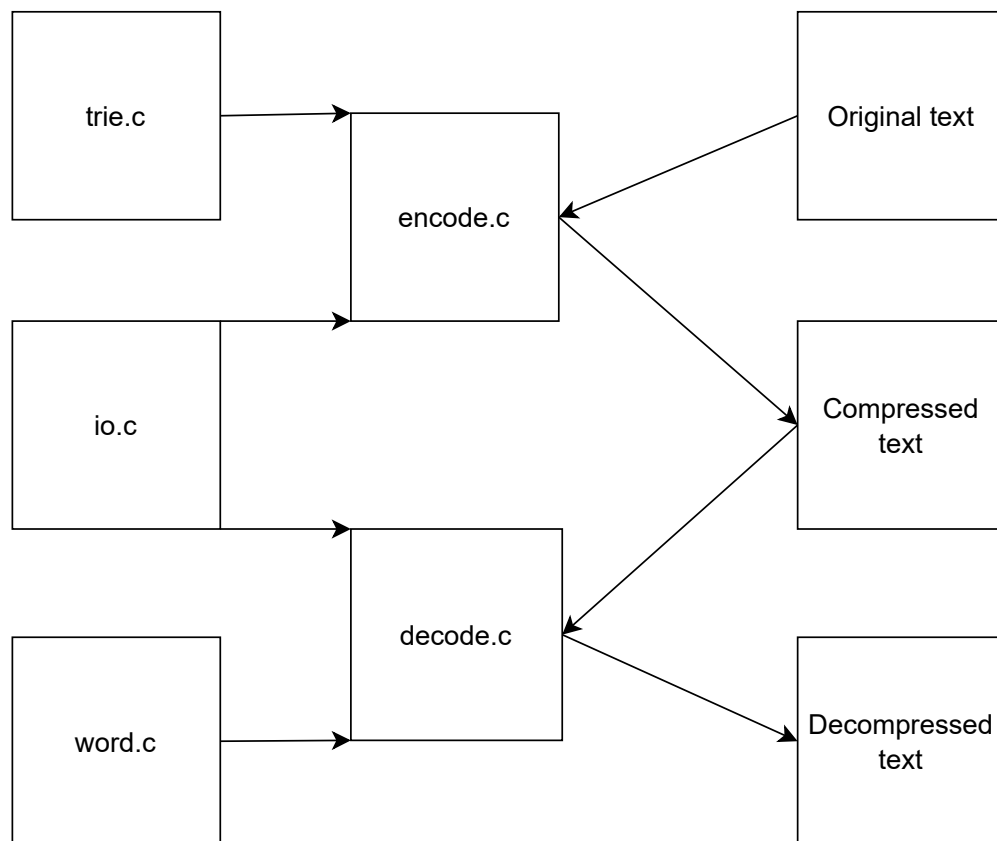 trie.c
Original text
encode.c
io.c
Compressed
text
decode.c
word.c
Decompressed
text